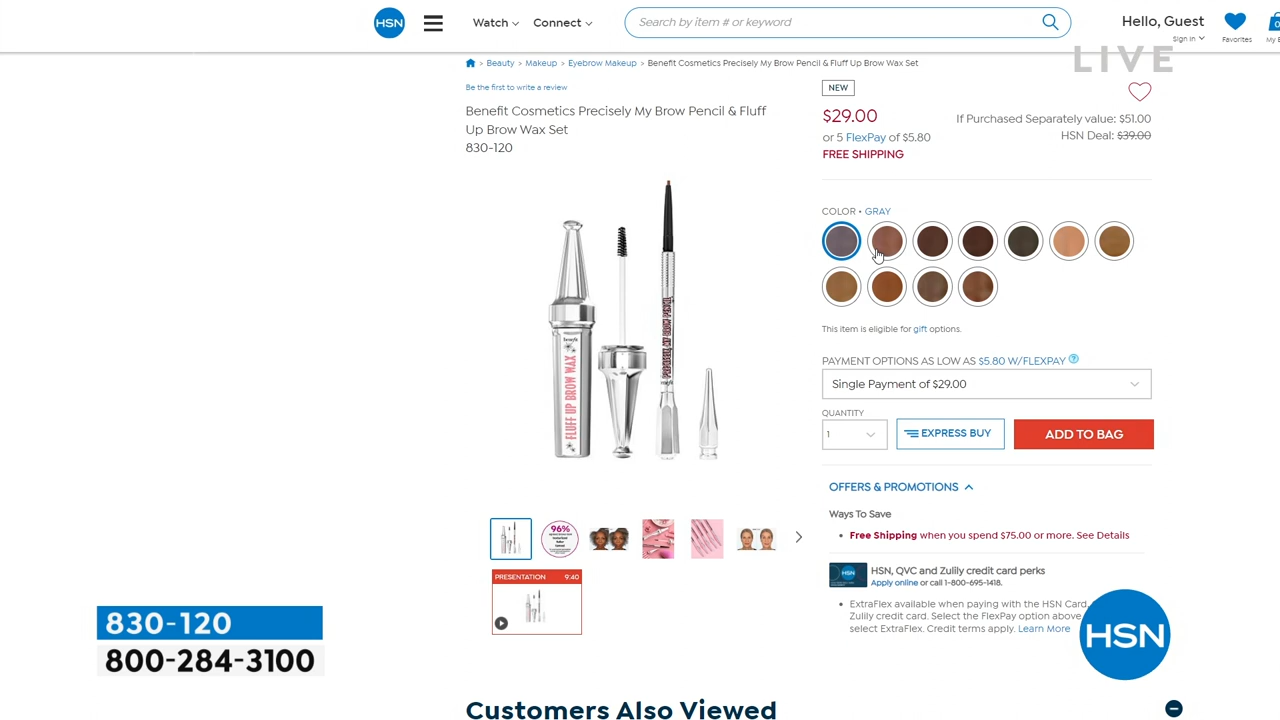 HSN
Watch
Connect
Search by item # or keyword
Hello, Guest
Sign In
Favorites
0
My B
LIVE
> Beauty > Makeup > Eyebrow Makeup > Benefit Cosmetics Precisely My Brow Pencil & Fluff Up Brow Wax Set
Be the first to write a review
Benefit Cosmetics Precisely My Brow Pencil & Fluff
Up Brow Wax Set
830-120
NEW
$29.00
If Purchased Separately value: $51.00
or 5 FlexPay of $5.80
HSN Deal: $39.00
FREE SHIPPING
COLOR • GRAY
This item is eligible for gift options.
PAYMENT OPTIONS AS LOW AS $5.80 W/FLEXPAY ?
Single Payment of $29.00
QUANTITY
1
EXPRESS BUY
ADD TO BAG
OFFERS & PROMOTIONS
Ways To Save
• Free Shipping when you spend $75.00 or more. See Details
HSN, QVC and Zulily credit card perks
Apply online or call 1-800-695-1418.
• ExtraFlex available when paying with the HSN Card,
Zulily credit card. Select the FlexPay option above
select ExtraFlex. Credit terms apply. Learn More
benefit
FLUFF UP BROW WAX
96%
PRESENTATION 9:40
830-120
800-284-3100
HSN
Customers Also Viewed